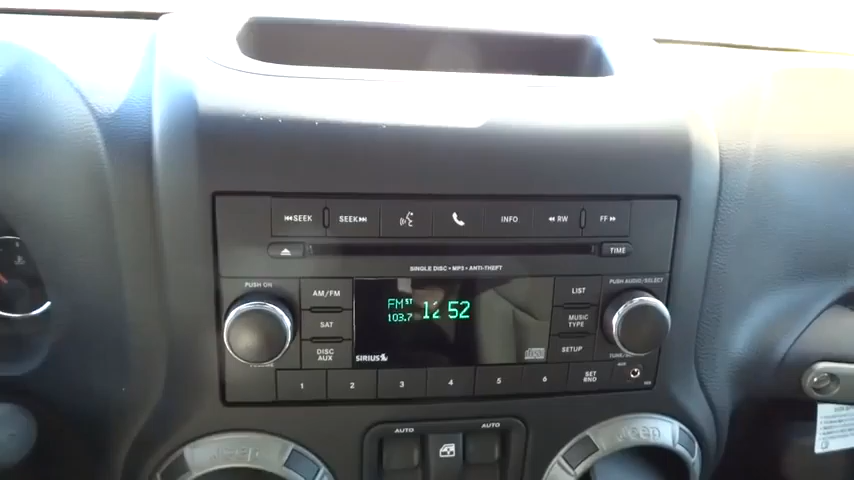 ⏮SEEK SEEK⏭ INFO ◀◀RW FF▶▶
TIME
SINGLE DISC • MP3 • ANTI-THEFT
PUSH ON PUSH AUDIO-SELECT
AM/FM
SAT
DISC AUX
FM ST 12 52
103.7
SIRIUS
LIST
MUSIC TYPE
SETUP
1 2 3 4 5 6 SET RND
AUTO AUTO
Jeep Jeep